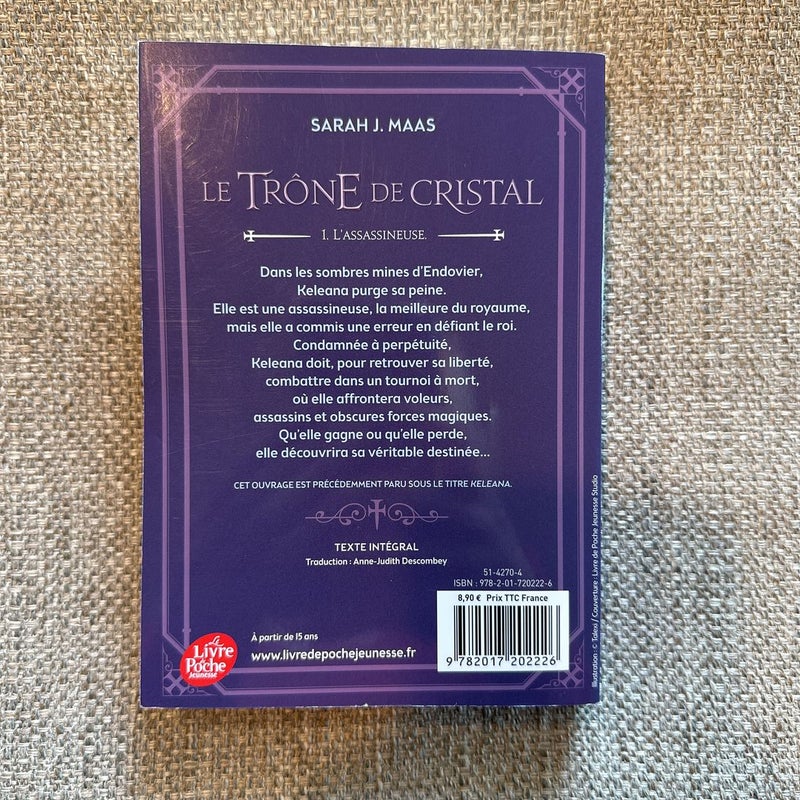 SARAH J. MAAS
LE TRÔNE DE CRISTAL
1. L'ASSASSINEUSE.
Dans les sombres mines d'Endovier,
Keleana purge sa peine.
Elle est une assassineuse, la meilleure du royaume,
mais elle a commis une erreur en défiant le roi.
Condamnée à perpétuité,
Keleana doit, pour retrouver sa liberté,
combattre dans un tournoi à mort,
où elle affrontera voleurs,
assassins et obscures forces magiques.
Qu'elle gagne ou qu'elle perde,
elle découvrira sa véritable destinée...
CET OUVRAGE EST PRÉCÉDEMMENT PARU SOUS LE TITRE KELEANA.
TEXTE INTÉGRAL
Traduction : Anne-Judith Descombey
51-4270-4
ISBN : 978-2-01-720222-6
8,90 € Prix TTC France
9 782017 202226
À partir de 15 ans
www.livredepochejeunesse.fr
Le
Livre
de
Poche
Jeunesse
Illustration : © Talexi / Couverture : Livre de Poche Jeunesse Studio